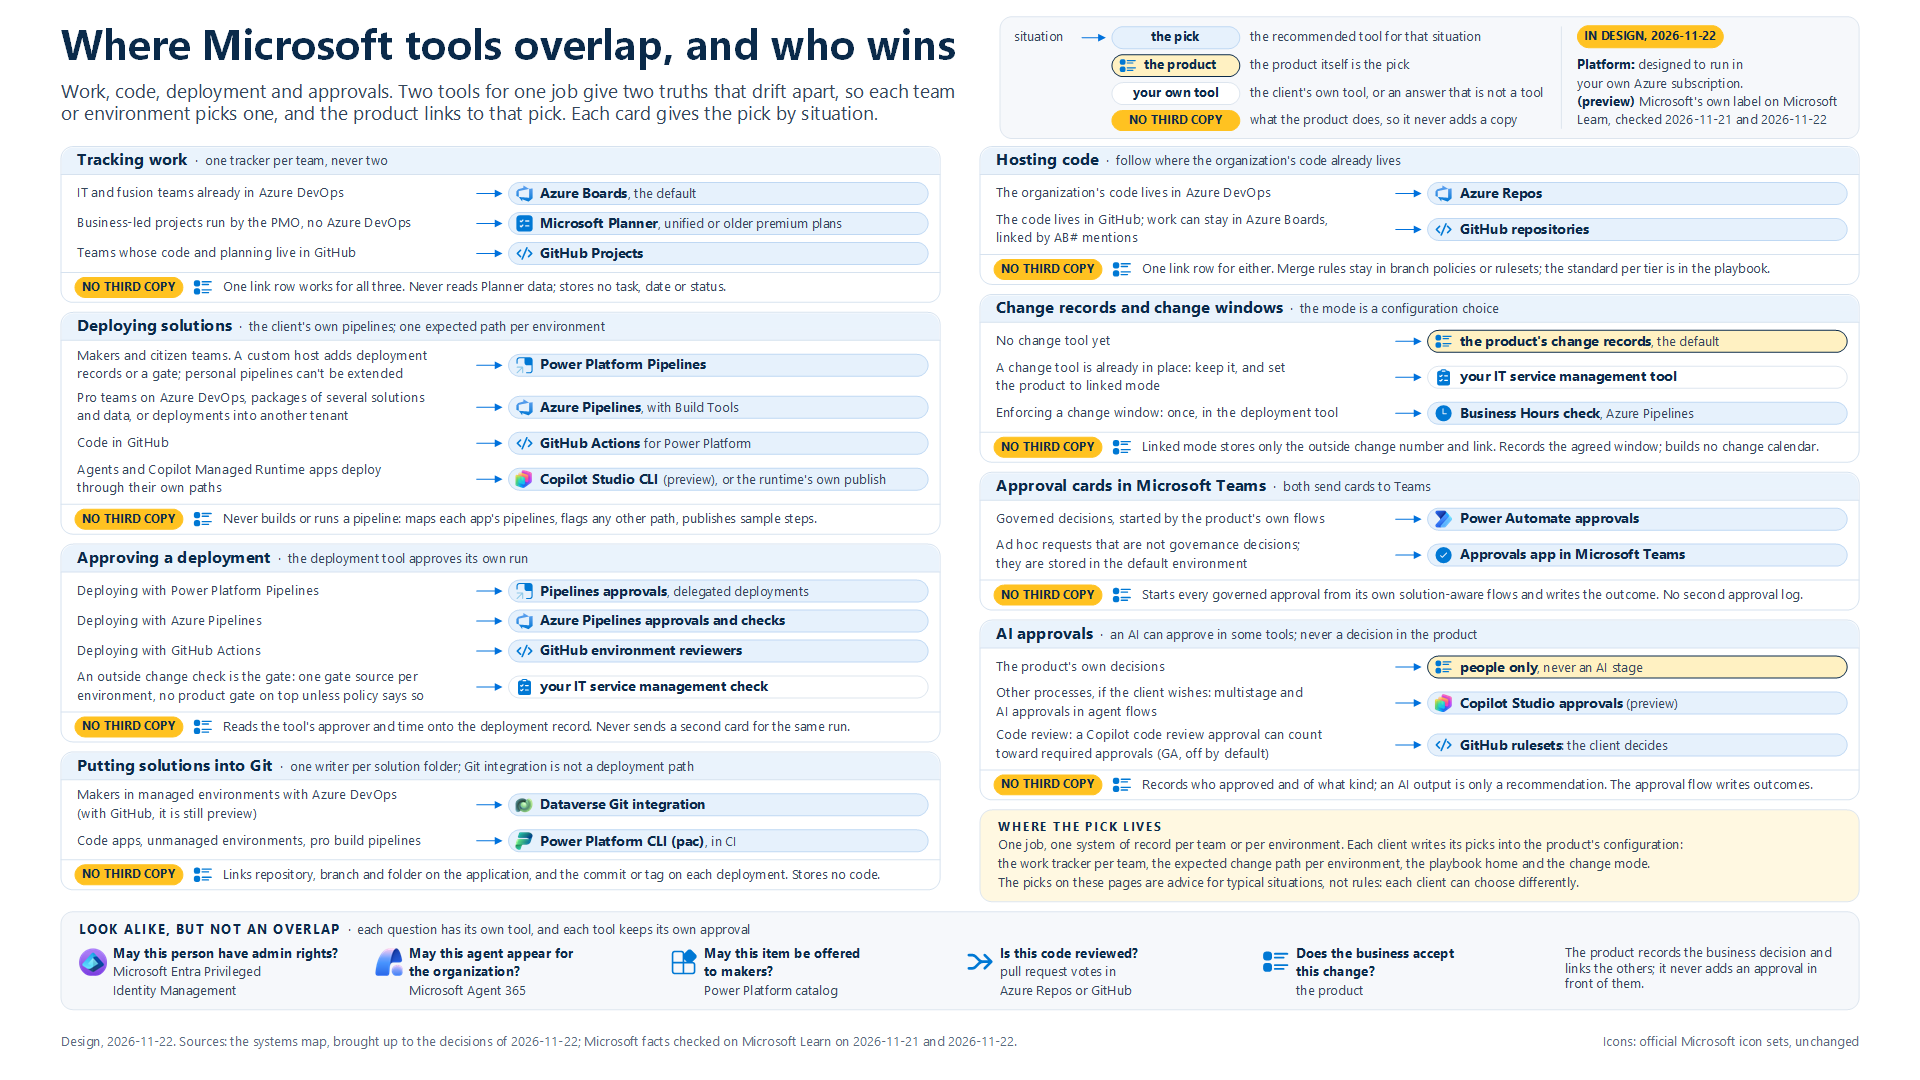 Where Microsoft tools overlap, and who wins
Work, code, deployment and approvals. Two tools for one job give two truths that drift apart, so each team
or environment picks one, and the product links to that pick. Each card gives the pick by situation.
situation
the pick
the recommended tool for that situation
the product
the product itself is the pick
your own tool
the client's own tool, or an answer that is not a tool
NO THIRD COPY
what the product does, so it never adds a copy
IN DESIGN, 2026-11-22
Platform: designed to run in
your own Azure subscription.
(preview) Microsoft's own label on Microsoft
Learn, checked 2026-11-21 and 2026-11-22
Tracking work · one tracker per team, never two
IT and fusion teams already in Azure DevOps
Azure Boards, the default
Business-led projects run by the PMO, no Azure DevOps
Microsoft Planner, unified or older premium plans
Teams whose code and planning live in GitHub
GitHub Projects
NO THIRD COPY
One link row works for all three. Never reads Planner data; stores no task, date or status.
Deploying solutions · the client's own pipelines; one expected path per environment
Makers and citizen teams. A custom host adds deployment
records or a gate; personal pipelines can't be extended
Power Platform Pipelines
Pro teams on Azure DevOps, packages of several solutions
and data, or deployments into another tenant
Azure Pipelines, with Build Tools
Code in GitHub
GitHub Actions for Power Platform
Agents and Copilot Managed Runtime apps deploy
through their own paths
Copilot Studio CLI (preview), or the runtime's own publish
NO THIRD COPY
Never builds or runs a pipeline: maps each app's pipelines, flags any other path, publishes sample steps.
Approving a deployment · the deployment tool approves its own run
Deploying with Power Platform Pipelines
Pipelines approvals, delegated deployments
Deploying with Azure Pipelines
Azure Pipelines approvals and checks
Deploying with GitHub Actions
GitHub environment reviewers
An outside change check is the gate: one gate source per
environment, no product gate on top unless policy says so
your IT service management check
NO THIRD COPY
Reads the tool's approver and time onto the deployment record. Never sends a second card for the same run.
Putting solutions into Git · one writer per solution folder; Git integration is not a deployment path
Makers in managed environments with Azure DevOps
(with GitHub, it is still preview)
Dataverse Git integration
Code apps, unmanaged environments, pro build pipelines
Power Platform CLI (pac), in CI
NO THIRD COPY
Links repository, branch and folder on the application, and the commit or tag on each deployment. Stores no code.
Hosting code · follow where the organization's code already lives
The organization's code lives in Azure DevOps
Azure Repos
The code lives in GitHub; work can stay in Azure Boards,
linked by AB# mentions
GitHub repositories
NO THIRD COPY
One link row for either. Merge rules stay in branch policies or rulesets; the standard per tier is in the playbook.
Change records and change windows · the mode is a configuration choice
No change tool yet
the product's change records, the default
A change tool is already in place: keep it, and set
the product to linked mode
your IT service management tool
Enforcing a change window: once, in the deployment tool
Business Hours check, Azure Pipelines
NO THIRD COPY
Linked mode stores only the outside change number and link. Records the agreed window; builds no change calendar.
Approval cards in Microsoft Teams · both send cards to Teams
Governed decisions, started by the product's own flows
Power Automate approvals
Ad hoc requests that are not governance decisions;
they are stored in the default environment
Approvals app in Microsoft Teams
NO THIRD COPY
Starts every governed approval from its own solution-aware flows and writes the outcome. No second approval log.
AI approvals · an AI can approve in some tools; never a decision in the product
The product's own decisions
people only, never an AI stage
Other processes, if the client wishes: multistage and
AI approvals in agent flows
Copilot Studio approvals (preview)
Code review: a Copilot code review approval can count
toward required approvals (GA, off by default)
GitHub rulesets: the client decides
NO THIRD COPY
Records who approved and of what kind; an AI output is only a recommendation. The approval flow writes outcomes.
WHERE THE PICK LIVES
One job, one system of record per team or per environment. Each client writes its picks into the product's configuration:
the work tracker per team, the expected change path per environment, the playbook home and the change mode.
The picks on these pages are advice for typical situations, not rules: each client can choose differently.
LOOK ALIKE, BUT NOT AN OVERLAP · each question has its own tool, and each tool keeps its own approval
May this person have admin rights?
Microsoft Entra Privileged
Identity Management
May this agent appear for
the organization?
Microsoft Agent 365
May this item be offered
to makers?
Power Platform catalog
Is this code reviewed?
pull request votes in
Azure Repos or GitHub
Does the business accept
this change?
the product
The product records the business decision and
links the others; it never adds an approval in
front of them.
Design, 2026-11-22. Sources: the systems map, brought up to the decisions of 2026-11-22; Microsoft facts checked on Microsoft Learn on 2026-11-21 and 2026-11-22.
Icons: official Microsoft icon sets, unchanged